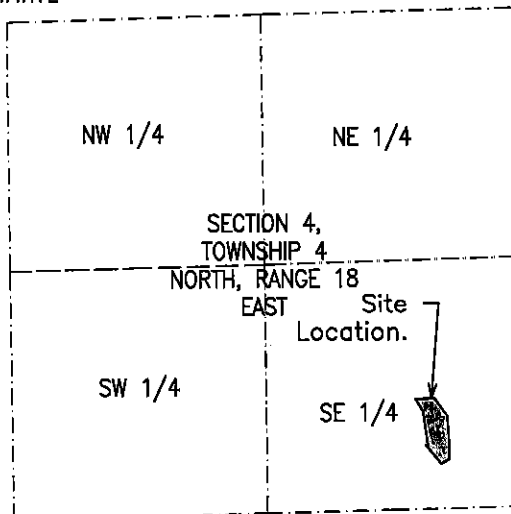 NW 1/4
NE 1/4
SECTION 4,
TOWNSHIP 4
NORTH, RANGE 18
EAST
Site
Location.
SW 1/4
SE 1/4